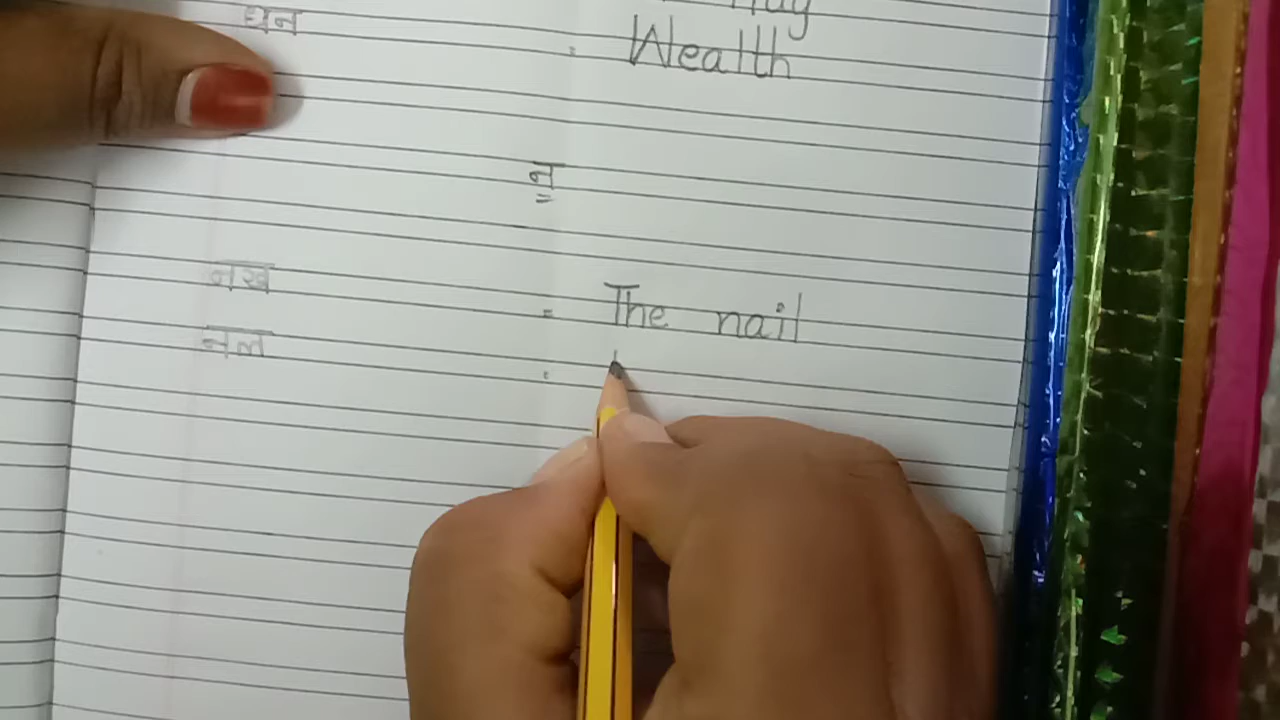 धन = Wealth
न
नख = The nail
नल =